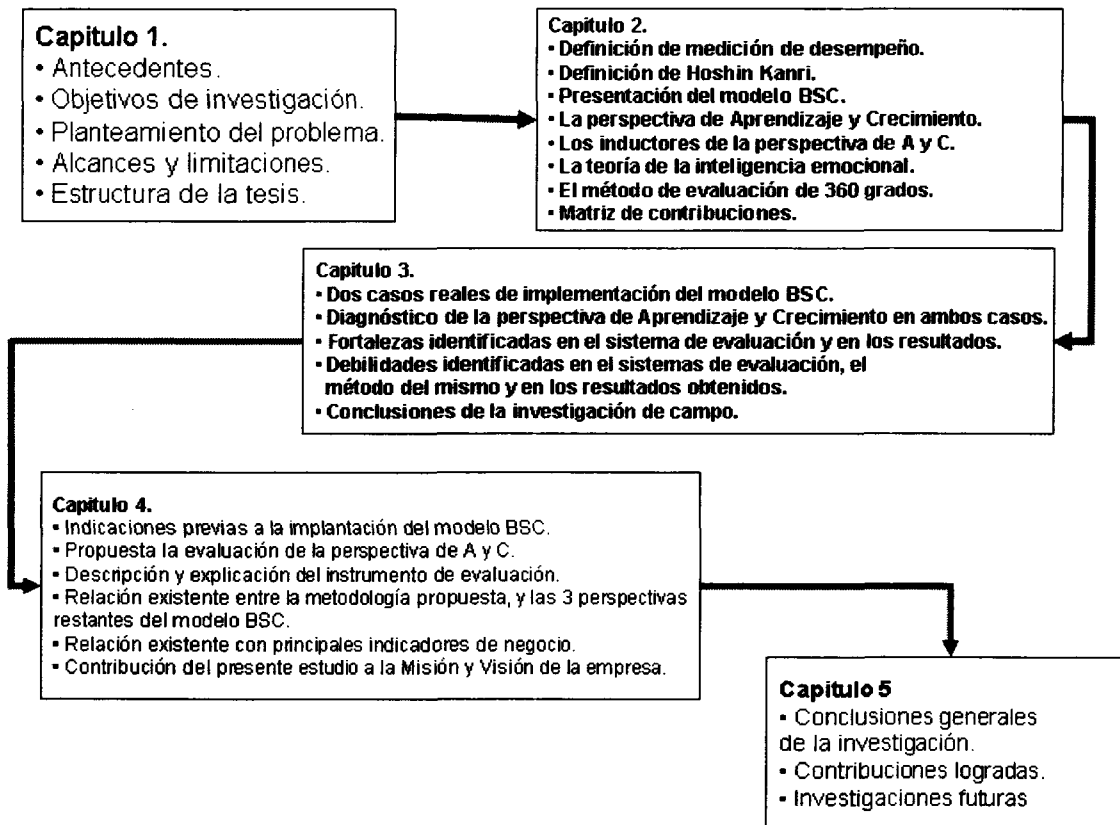 Capitulo 1.
• Antecedentes.
• Objetivos de investigación.
• Planteamiento del problema.
• Alcances y limitaciones.
• Estructura de la tesis.
Capitulo 2.
▪ Definición de medición de desempeño.
▪ Definición de Hoshin Kanri.
▪ Presentación del modelo BSC.
▪ La perspectiva de Aprendizaje y Crecimiento.
▪ Los inductores de la perspectiva de A y C.
▪ La teoría de la inteligencia emocional.
▪ El método de evaluación de 360 grados.
▪ Matriz de contribuciones.
Capitulo 3.
▪ Dos casos reales de implementación del modelo BSC.
▪ Diagnóstico de la perspectiva de Aprendizaje y Crecimiento en ambos casos.
▪ Fortalezas identificadas en el sistema de evaluación y en los resultados.
▪ Debilidades identificadas en el sistemas de evaluación, el
método del mismo y en los resultados obtenidos.
▪ Conclusiones de la investigación de campo.
Capitulo 4.
▪ Indicaciones previas a la implantación del modelo BSC.
▪ Propuesta la evaluación de la perspectiva de A y C.
▪ Descripción y explicación del instrumento de evaluación.
▪ Relación existente entre la metodología propuesta, y las 3 perspectivas
restantes del modelo BSC.
▪ Relación existente con principales indicadores de negocio.
▪ Contribución del presente estudio a la Misión y Visión de la empresa.
Capitulo 5
▪ Conclusiones generales
de la investigación.
▪ Contribuciones logradas.
▪ Investigaciones futuras